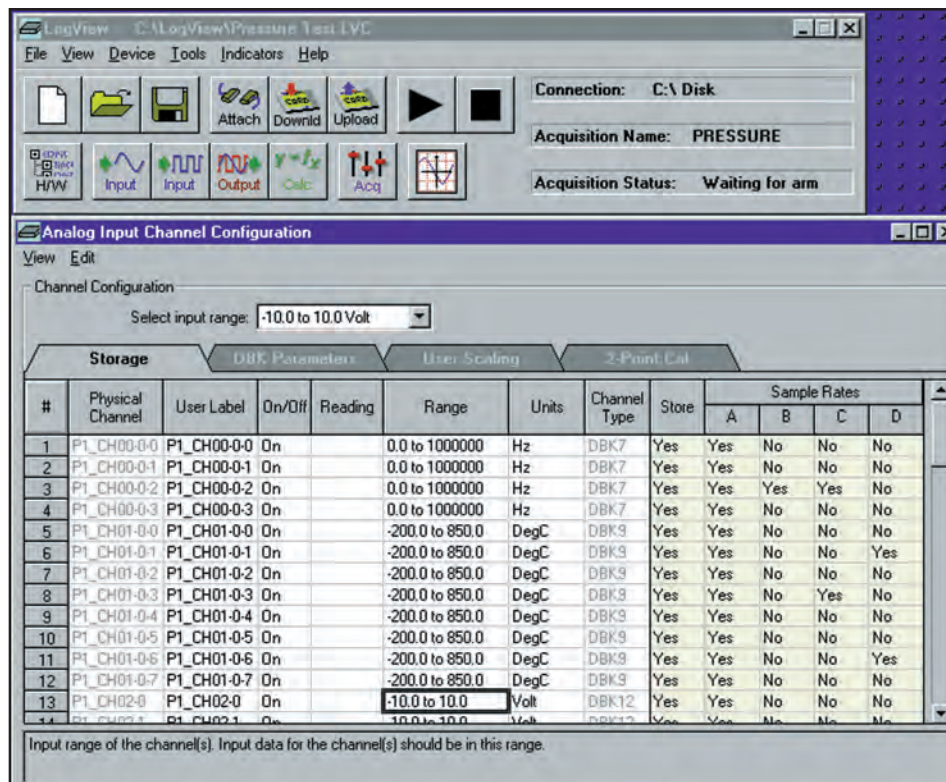 LogView C:\LogView\Pressure Test LVC
File View Device Tools Indicators Help
Attach Downld Upload
Connection: C:\ Disk
Acquisition Name: PRESSURE
H/W Input Input Output Calc Acq
Acquisition Status: Waiting for arm
Analog Input Channel Configuration
View Edit
Channel Configuration
Select input range: -10.0 to 10.0 Volt
Storage DBK Parameters User Scaling 2-Point Cal
# Physical Channel User Label On/Off Reading Range Units Channel Type Store Sample Rates
A B C D
1 P1_CH00-0-0 P1_CH00-0-0 On 0.0 to 1000000 Hz DBK7 Yes Yes No No No
2 P1_CH00-0-1 P1_CH00-0-1 On 0.0 to 1000000 Hz DBK7 Yes Yes No No No
3 P1_CH00-0-2 P1_CH00-0-2 On 0.0 to 1000000 Hz DBK7 Yes Yes Yes Yes No
4 P1_CH00-0-3 P1_CH00-0-3 On 0.0 to 1000000 Hz DBK7 Yes Yes No No No
5 P1_CH01-0-0 P1_CH01-0-0 On -200.0 to 850.0 DegC DBK9 Yes Yes No No No
6 P1_CH01-0-1 P1_CH01-0-1 On -200.0 to 850.0 DegC DBK9 Yes Yes No No Yes
7 P1_CH01-0-2 P1_CH01-0-2 On -200.0 to 850.0 DegC DBK9 Yes Yes No No No
8 P1_CH01-0-3 P1_CH01-0-3 On -200.0 to 850.0 DegC DBK9 Yes Yes No Yes No
9 P1_CH01-0-4 P1_CH01-0-4 On -200.0 to 850.0 DegC DBK9 Yes Yes No No No
10 P1_CH01-0-5 P1_CH01-0-5 On -200.0 to 850.0 DegC DBK9 Yes Yes No No No
11 P1_CH01-0-6 P1_CH01-0-6 On -200.0 to 850.0 DegC DBK9 Yes Yes No No Yes
12 P1_CH01-0-7 P1_CH01-0-7 On -200.0 to 850.0 DegC DBK9 Yes Yes No No No
13 P1_CH02-0 P1_CH02-0 On -10.0 to 10.0 Volt DBK12 Yes Yes No No No
Input range of the channel(s). Input data for the channel(s) should be in this range.